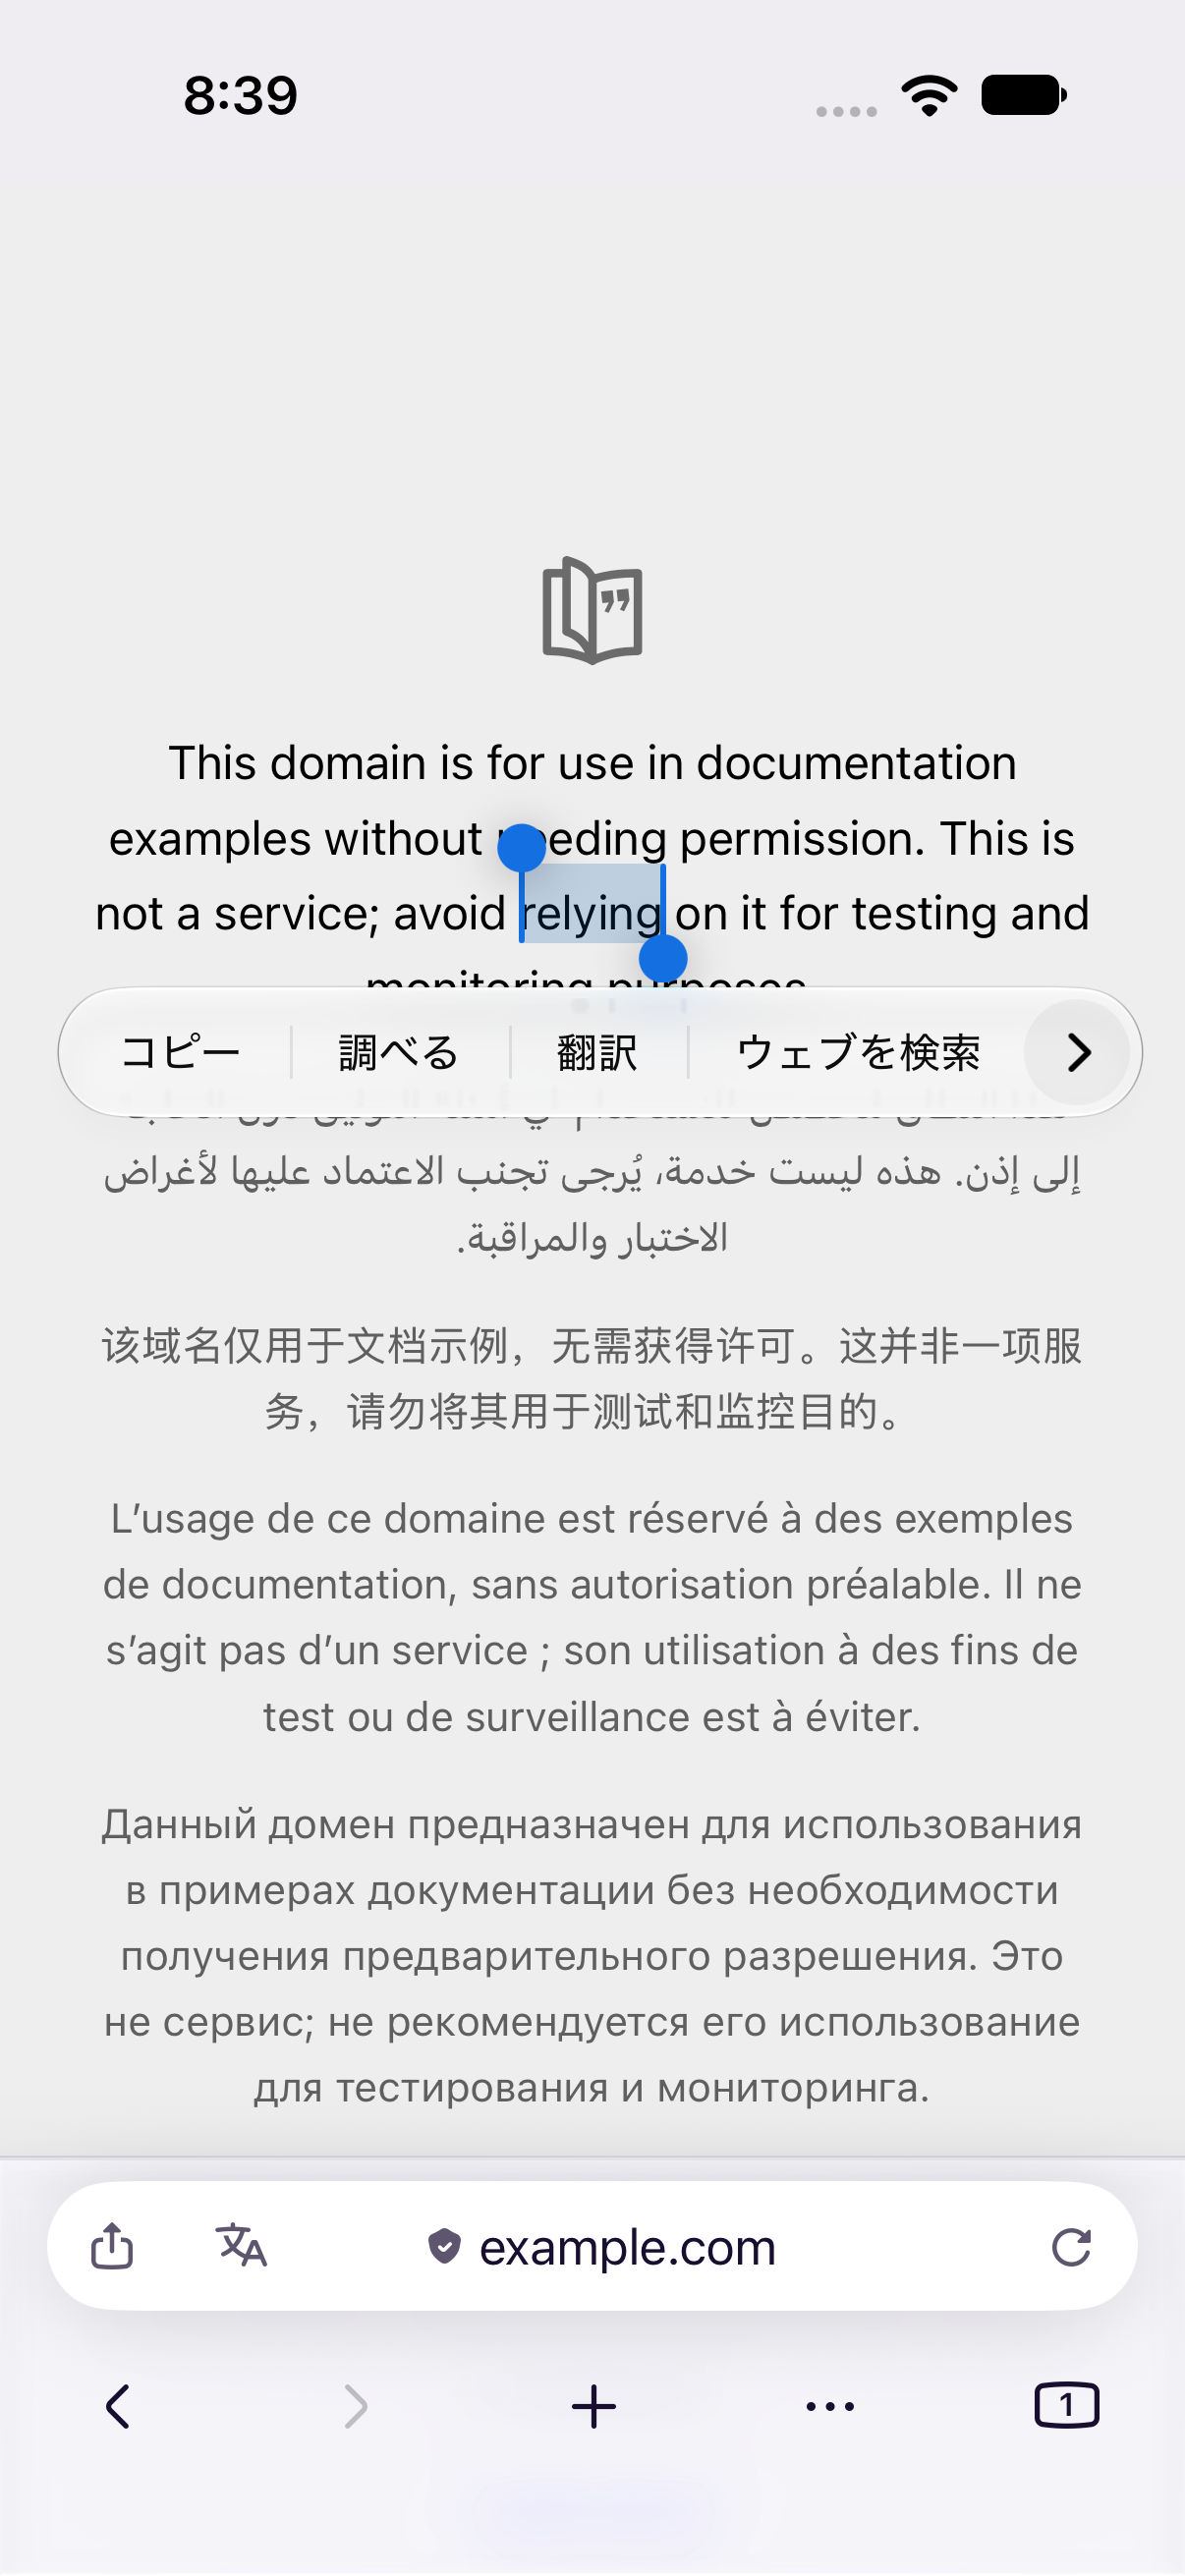 8:39
This domain is for use in documentation
examples without needing permission. This is
not a service; avoid relying on it for testing and
monitoring purposes
コピー
調べる
翻訳
ウェブを検索
إلى إذن. هذه ليست خدمة، يُرجى تجنب الاعتماد عليها لأغراض
الاختبار والمراقبة.
该域名仅用于文档示例，无需获得许可。这并非一项服
务，请勿将其用于测试和监控目的。
L’usage de ce domaine est réservé à des exemples
de documentation, sans autorisation préalable. Il ne
s’agit pas d’un service ; son utilisation à des fins de
test ou de surveillance est à éviter.
Данный домен предназначен для использования
в примерах документации без необходимости
получения предварительного разрешения. Это
не сервис; не рекомендуется его использование
для тестирования и мониторинга.
example.com
1